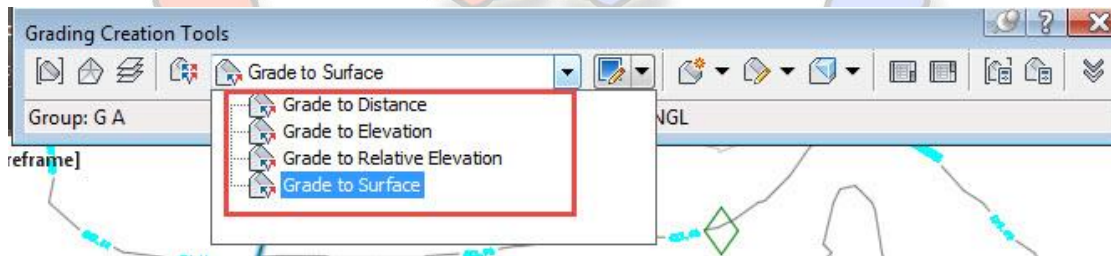 Grading Creation Tools
Grade to Surface
Grade to Distance
Grade to Elevation
Grade to Relative Elevation
Grade to Surface
Group: G A
NGL
reframe]